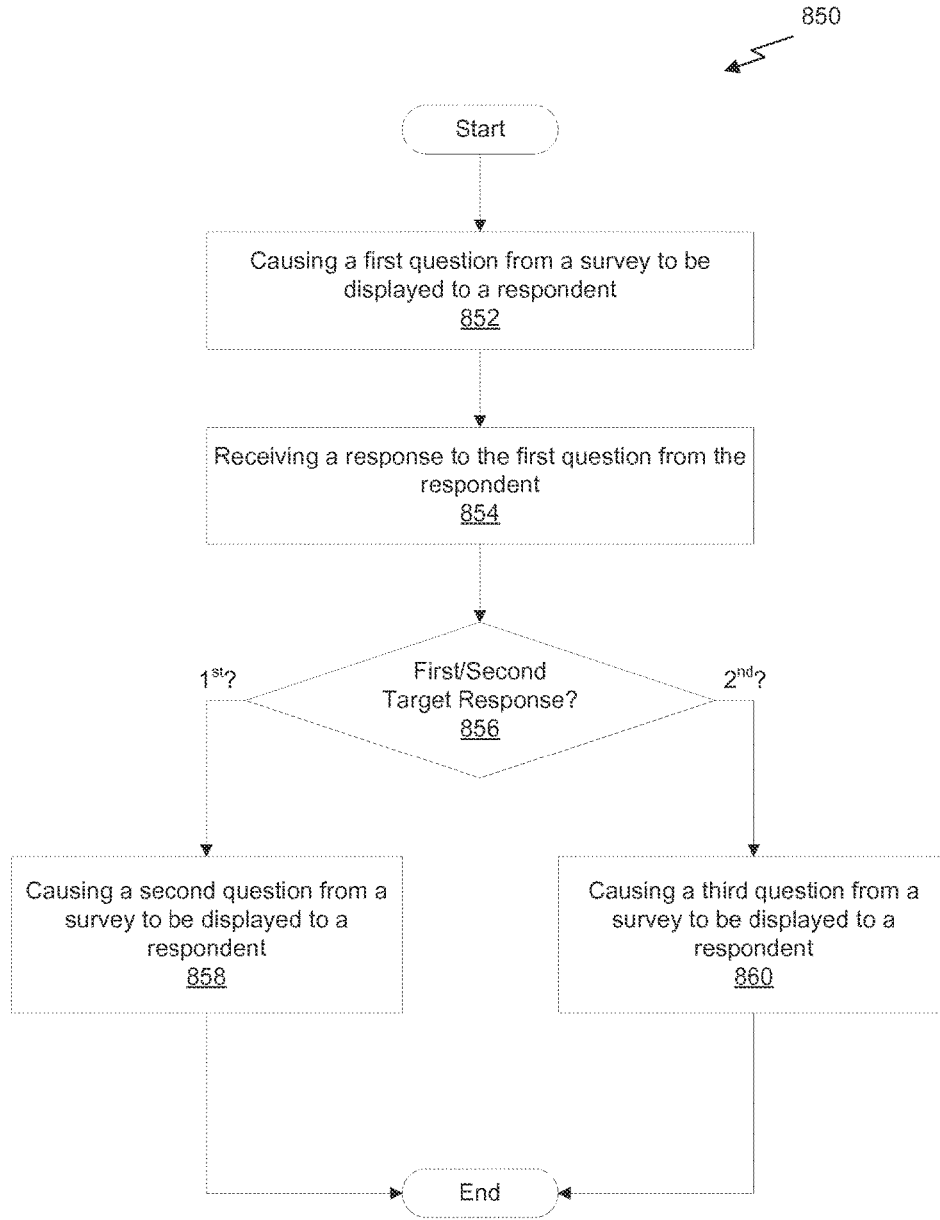 850
Start
Causing a first question from a survey to be
displayed to a respondent
852
Receiving a response to the first question from the
respondent
854
1st?
First/Second
Target Response?
856
2nd?
Causing a second question from a
survey to be displayed to a
respondent
858
Causing a third question from a
survey to be displayed to a
respondent
860
End